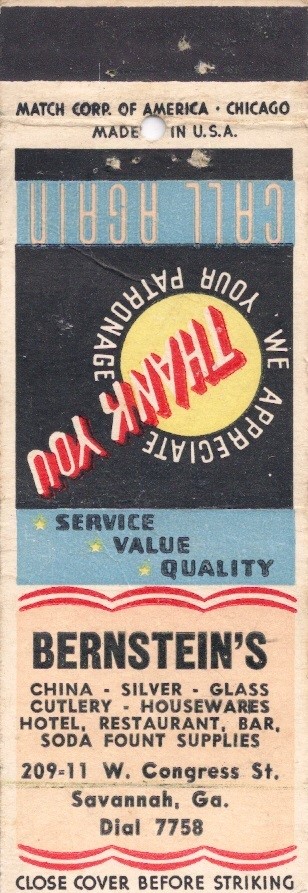 MATCH CORP. OF AMERICA · CHICAGO
MADE IN U.S.A.
CALL AGAIN
WE APPRECIATE YOUR PATRONAGE
THANK YOU
SERVICE
VALUE
QUALITY
BERNSTEIN'S
CHINA - SILVER - GLASS
CUTLERY - HOUSEWARES
HOTEL, RESTAURANT, BAR,
SODA FOUNT SUPPLIES
209-11 W. Congress St.
Savannah, Ga.
Dial 7758
CLOSE COVER BEFORE STRIKING